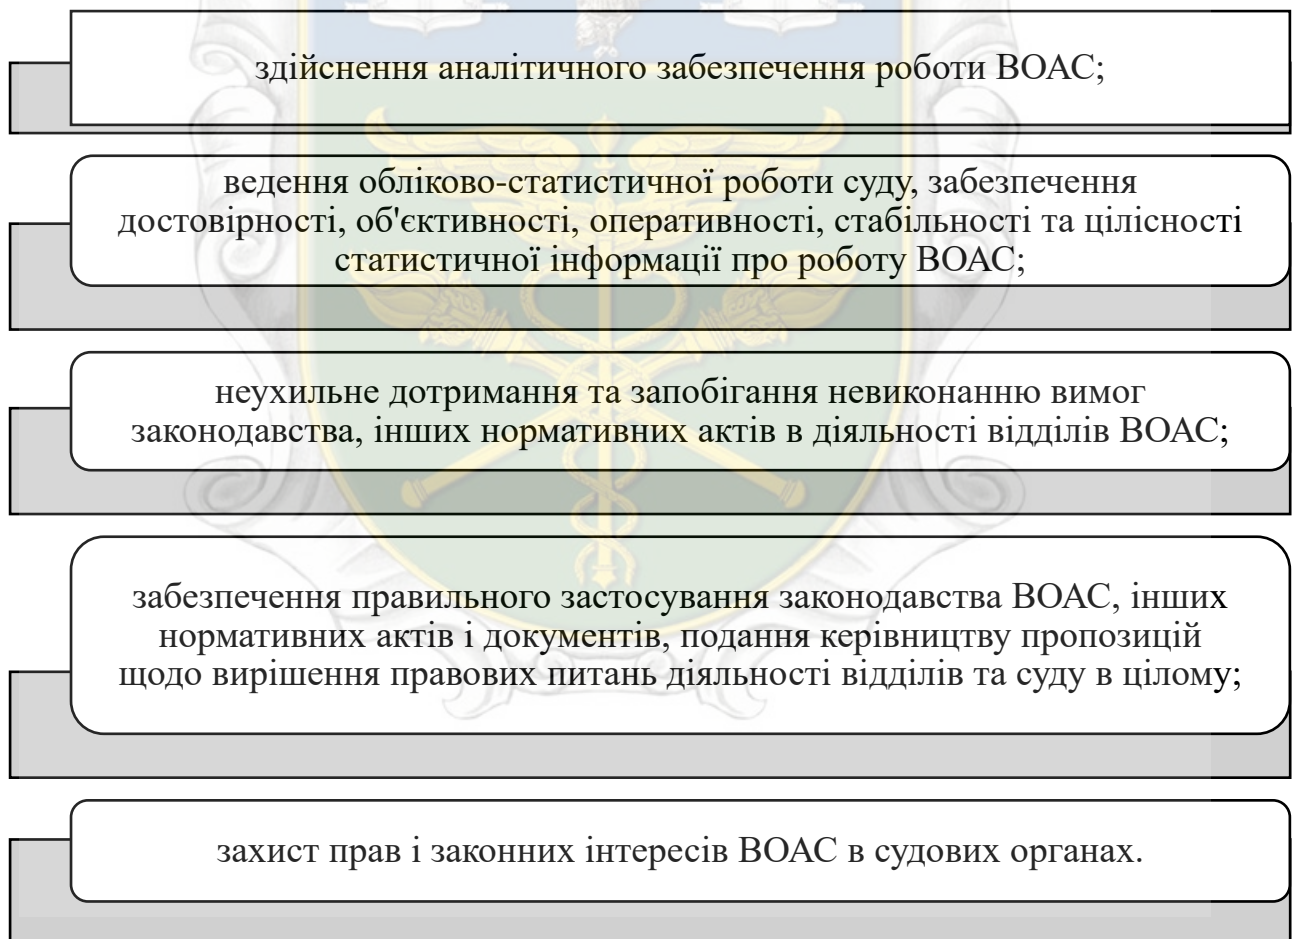 здійснення аналітичного забезпечення роботи ВОАС;
ведення обліково-статистичної роботи суду, забезпечення
достовірності, об'єктивності, оперативності, стабільності та цілісності
статистичної інформації про роботу ВОАС;
неухильне дотримання та запобігання невиконанню вимог
законодавства, інших нормативних актів в діяльності відділів ВОАС;
забезпечення правильного застосування законодавства ВОАС, інших
нормативних актів і документів, подання керівництву пропозицій
щодо вирішення правових питань діяльності відділів та суду в цілому;
захист прав і законних інтересів ВОАС в судових органах.